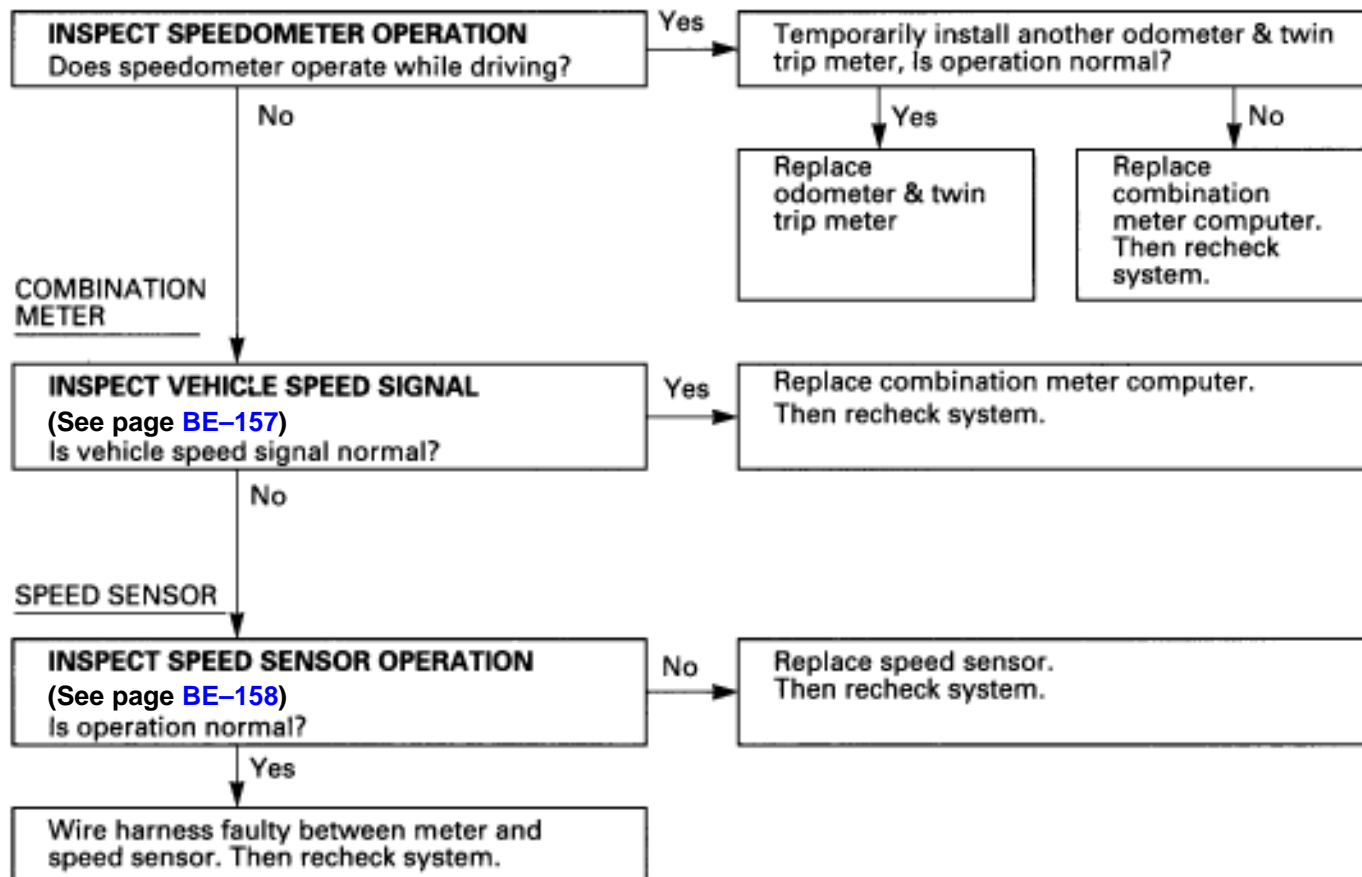 INSPECT SPEEDOMETER OPERATION
Does speedometer operate while driving?
Yes
Temporarily install another odometer & twin
trip meter, Is operation normal?
No
Yes
No
Replace
odometer & twin
trip meter
Replace
combination
meter computer.
Then recheck
system.
COMBINATION
METER
INSPECT VEHICLE SPEED SIGNAL
(See page BE–157)
Is vehicle speed signal normal?
Yes
Replace combination meter computer.
Then recheck system.
No
SPEED SENSOR
INSPECT SPEED SENSOR OPERATION
(See page BE–158)
Is operation normal?
No
Replace speed sensor.
Then recheck system.
Yes
Wire harness faulty between meter and
speed sensor. Then recheck system.